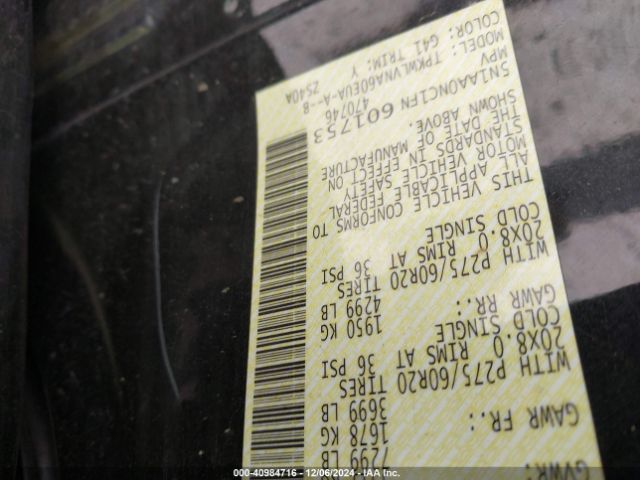 GVWR:
7299 LB
GAWR FR.: 1678 KG
3699 LB
WITH P275/60R20 TIRES
20X8.0 RIMS AT 36 PSI
COLD SINGLE
GAWR RR.: 1950 KG
4299 LB
WITH P275/60R20 TIRES
20X8.0 RIMS AT 36 PSI
COLD SINGLE
THIS VEHICLE CONFORMS TO
ALL APPLICABLE FEDERAL
MOTOR VEHICLE SAFETY
STANDARDS IN EFFECT ON
THE DATE OF MANUFACTURE
SHOWN ABOVE.
5N1AA0NC1FN 601753
MPV 470746
MODEL: TPKWLVNA60EUA-A--B
COLOR: G41 TRIM: Y ZS40A
000-40984716 - 12/06/2024 - IAA Inc.